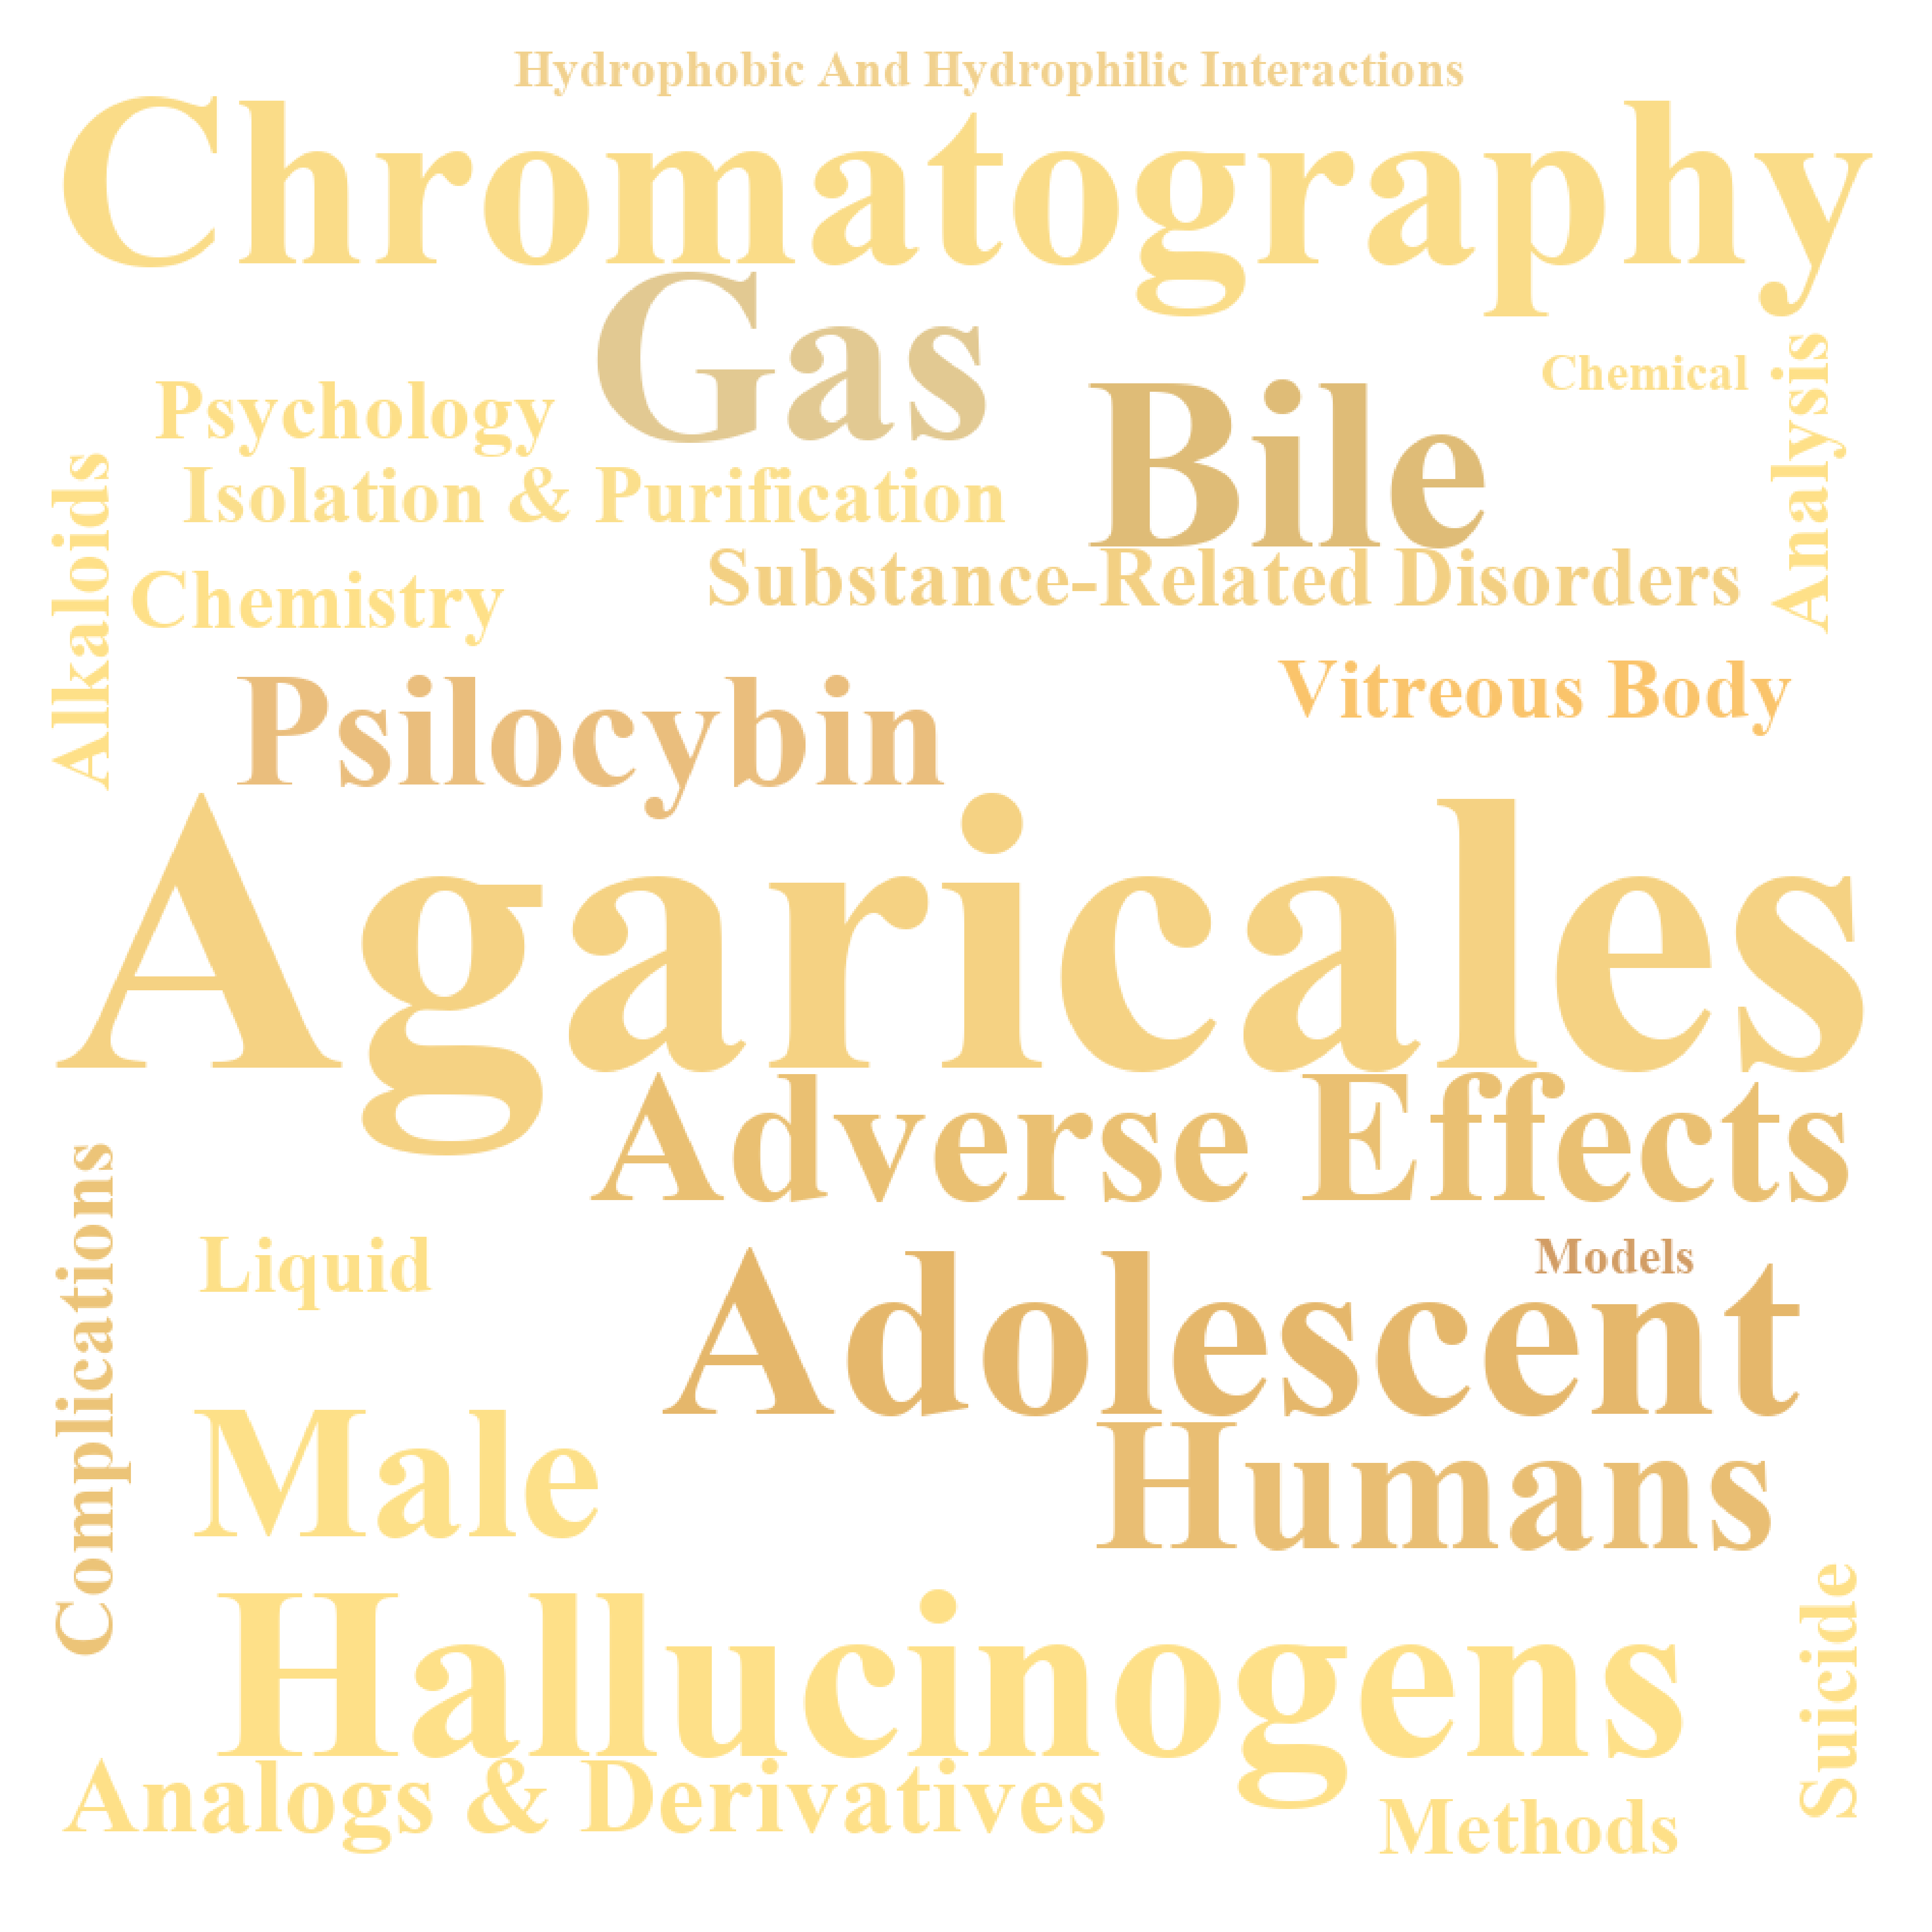 Hydrophobic And Hydrophilic Interactions
Chromatography
Gas
Chemical
Analysis
Psychology
Bile
Alkaloids
Isolation & Purification
Substance-Related Disorders
Chemistry
Vitreous Body
Psilocybin
Agaricales
Adverse Effects
Complications
Liquid
Models
Adolescent
Male
Humans
Suicide
Hallucinogens
Analogs & Derivatives
Methods